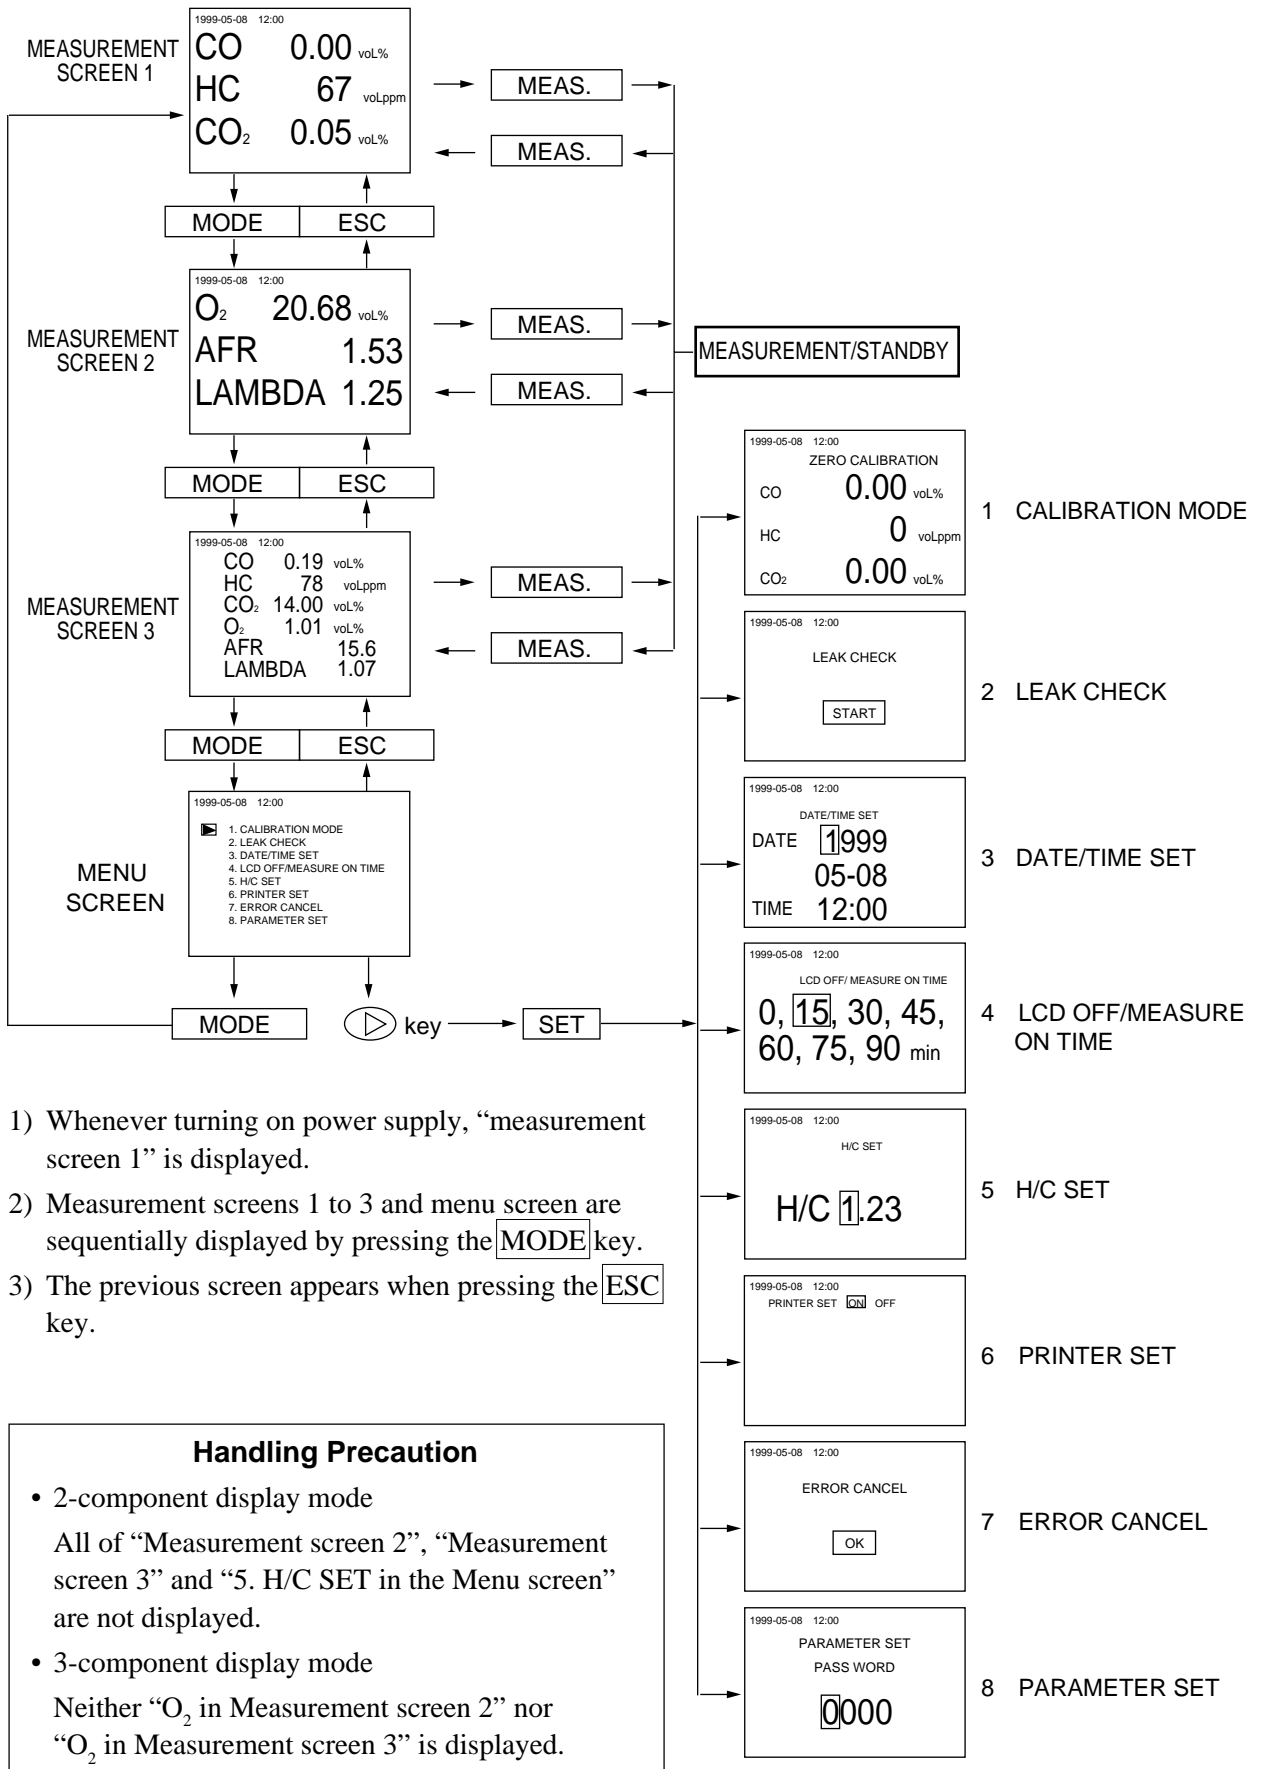 1999-05-08 12:00
MEASUREMENT
SCREEN 1
CO 0.00 voL%
HC 67 voLppm
CO₂ 0.05 voL%
MEAS.
MEAS.
MODE ESC
1999-05-08 12:00
MEASUREMENT
SCREEN 2
O₂ 20.68 voL%
AFR 1.53
LAMBDA 1.25
MEAS.
MEAS.
MEASUREMENT/STANDBY
MODE ESC
1999-05-08 12:00
MEASUREMENT
SCREEN 3
CO 0.19 voL%
HC 78 voLppm
CO₂ 14.00 voL%
O₂ 1.01 voL%
AFR 15.6
LAMBDA 1.07
MEAS.
MEAS.
MODE ESC
1999-05-08 12:00
MENU
SCREEN
1. CALIBRATION MODE
2. LEAK CHECK
3. DATE/TIME SET
4. LCD OFF/MEASURE ON TIME
5. H/C SET
6. PRINTER SET
7. ERROR CANCEL
8. PARAMETER SET
MODE
key
SET
1999-05-08 12:00
ZERO CALIBRATION
CO 0.00 voL%
HC 0 voLppm
CO₂ 0.00 voL%
1 CALIBRATION MODE
1999-05-08 12:00
LEAK CHECK
START
2 LEAK CHECK
1999-05-08 12:00
DATE/TIME SET
DATE 1999
05-08
TIME 12:00
3 DATE/TIME SET
1999-05-08 12:00
LCD OFF/ MEASURE ON TIME
0, 15, 30, 45,
60, 75, 90 min
4 LCD OFF/MEASURE
ON TIME
1999-05-08 12:00
H/C SET
H/C 1.23
5 H/C SET
1999-05-08 12:00
PRINTER SET ON OFF
6 PRINTER SET
1999-05-08 12:00
ERROR CANCEL
OK
7 ERROR CANCEL
1999-05-08 12:00
PARAMETER SET
PASS WORD
0000
8 PARAMETER SET
1) Whenever turning on power supply, “measurement
screen 1” is displayed.
2) Measurement screens 1 to 3 and menu screen are
sequentially displayed by pressing the MODE key.
3) The previous screen appears when pressing the ESC
key.
Handling Precaution
• 2-component display mode
All of “Measurement screen 2”, “Measurement
screen 3” and “5. H/C SET in the Menu screen”
are not displayed.
• 3-component display mode
Neither “O₂ in Measurement screen 2” nor
“O₂ in Measurement screen 3” is displayed.